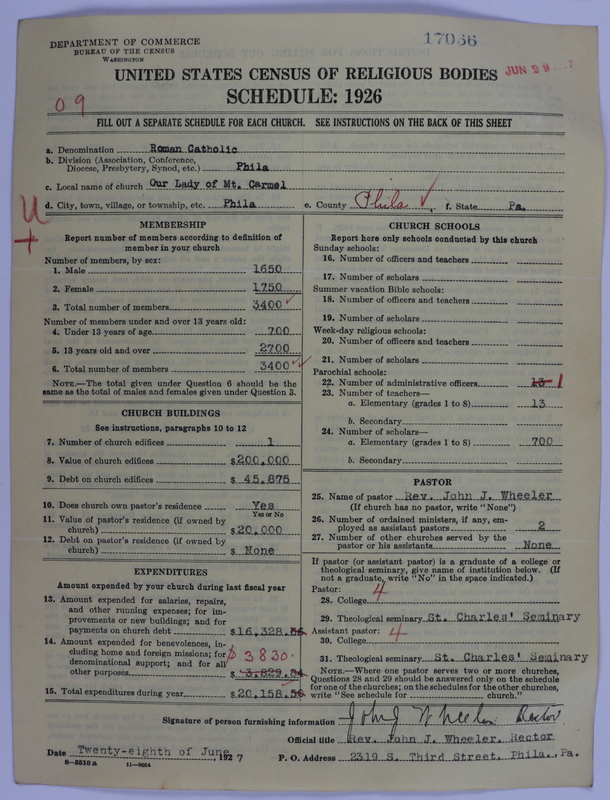 17066
DEPARTMENT OF COMMERCE
BUREAU OF THE CENSUS
WASHINGTON
UNITED STATES CENSUS OF RELIGIOUS BODIES
JUN 29
SCHEDULE: 1926
09
FILL OUT A SEPARATE SCHEDULE FOR EACH CHURCH. SEE INSTRUCTIONS ON THE BACK OF THIS SHEET
a. Denomination Roman Catholic
b. Division (Association, Conference,
Diocese, Presbytery, Synod, etc.) Phila
c. Local name of church Our Lady of Mt. Carmel
d. City, town, village, or township, etc. Phila e. County Phila ✓, f. State Pa.
U
+
MEMBERSHIP
Report number of members according to definition of
member in your church
Number of members, by sex:
1. Male 1650
2. Female 1750
3. Total number of members 3400 ✓
Number of members under and over 13 years old:
4. Under 13 years of age 700
5. 13 years old and over 2700
6. Total number of members 3400 ✓
NOTE.—The total given under Question 6 should be the
same as the total of males and females given under Question 3.
CHURCH BUILDINGS
See instructions, paragraphs 10 to 12
7. Number of church edifices 1
8. Value of church edifices $200,000
9. Debt on church edifices $ 45,875
10. Does church own pastor's residence Yes
Yes or No
11. Value of pastor's residence (if owned by
church) $20,000
12. Debt on pastor's residence (if owned by
church) $ None
EXPENDITURES
Amount expended by your church during last fiscal year
13. Amount expended for salaries, repairs,
and other running expenses; for im-
provements or new buildings; and for
payments on church debt $16,328.
14. Amount expended for benevolences, in-
cluding home and foreign missions; for $3830.
denominational support; and for all
other purposes $ 3,829.
15. Total expenditures during year $20,158.
CHURCH SCHOOLS
Report here only schools conducted by this church
Sunday schools:
16. Number of officers and teachers
17. Number of scholars
Summer vacation Bible schools:
18. Number of officers and teachers
19. Number of scholars
Week-day religious schools:
20. Number of officers and teachers
21. Number of scholars
Parochial schools:
22. Number of administrative officers 13 1
23. Number of teachers—
a. Elementary (grades 1 to 8) 13
b. Secondary
24. Number of scholars—
a. Elementary (grades 1 to 8) 700
b. Secondary
PASTOR
25. Name of pastor Rev. John J. Wheeler
(If church has no pastor, write "None")
26. Number of ordained ministers, if any, em-
ployed as assistant pastors 2
27. Number of other churches served by the
pastor or his assistants None
If pastor (or assistant pastor) is a graduate of a college or
theological seminary, give name of institution below. (If
not a graduate, write "No" in the space indicated.)
Pastor:
28. College 4
29. Theological seminary St. Charles' Seminary
Assistant pastor: 4
30. College
31. Theological seminary St. Charles' Seminary
NOTE.—Where one pastor serves two or more churches,
Questions 28 and 29 should be answered only on the schedule
for one of the churches; on the schedules for the other churches,
write "See schedule for church."
Signature of person furnishing information John J Wheeler Rector
Official title Rev. John J. Wheeler, Rector
Date Twenty-eighth of June, 1927 P. O. Address 2319 S. Third Street, Phila., Pa.
8—5518a 11—9664